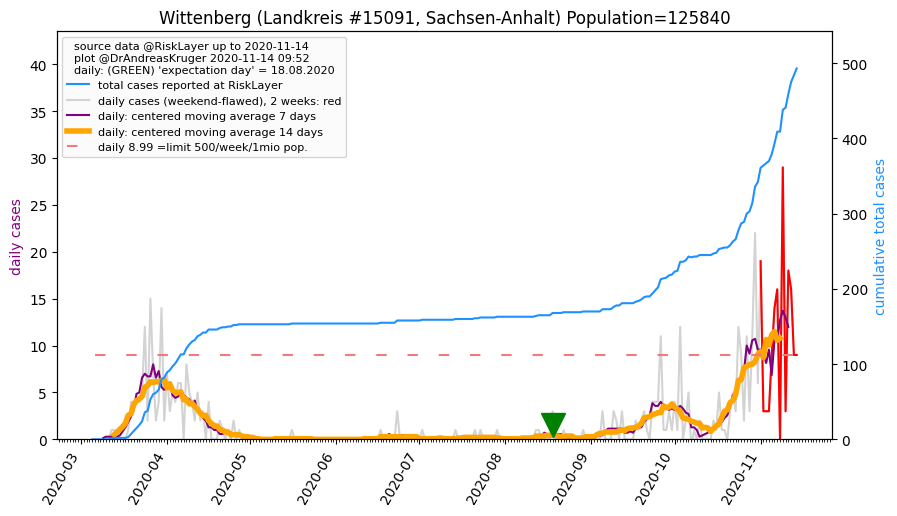 Wittenberg (Landkreis #15091, Sachsen-Anhalt) Population=125840
source data @RiskLayer up to 2020-11-14
plot @DrAndreasKruger 2020-11-14 09:52
daily: (GREEN) 'expectation day' = 18.08.2020
total cases reported at RiskLayer
daily cases (weekend-flawed), 2 weeks: red
daily: centered moving average 7 days
daily: centered moving average 14 days
daily 8.99 =limit 500/week/1mio pop.
daily cases
40
35
30
25
20
15
10
5
0
cumulative total cases
500
400
300
200
100
0
2020-03
2020-04
2020-05
2020-06
2020-07
2020-08
2020-09
2020-10
2020-11